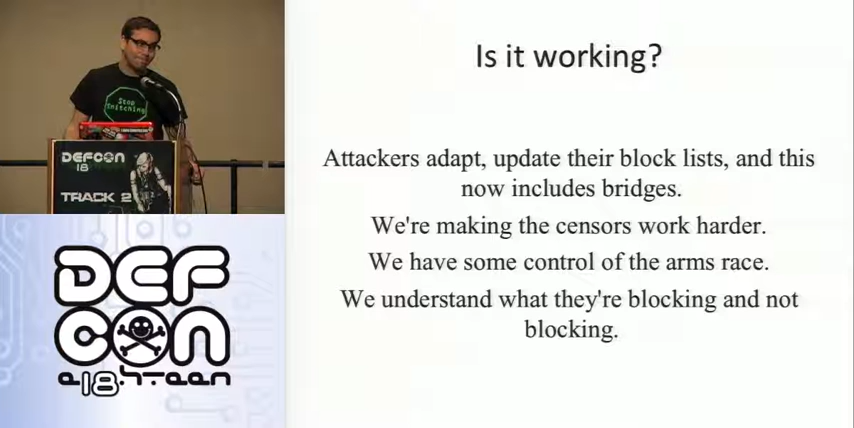 Is it working?
Attackers adapt, update their block lists, and this
now includes bridges.
We're making the censors work harder.
We have some control of the arms race.
We understand what they're blocking and not
blocking.
Stop
Snitching
DEFCON
18
TRACK 2
DEF
CON